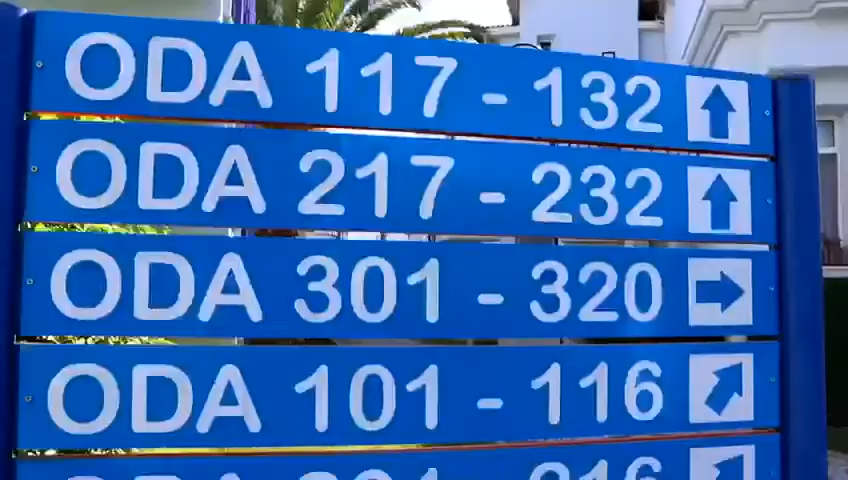 ODA 117 - 132
ODA 217 - 232
ODA 301 - 320
ODA 101 - 116